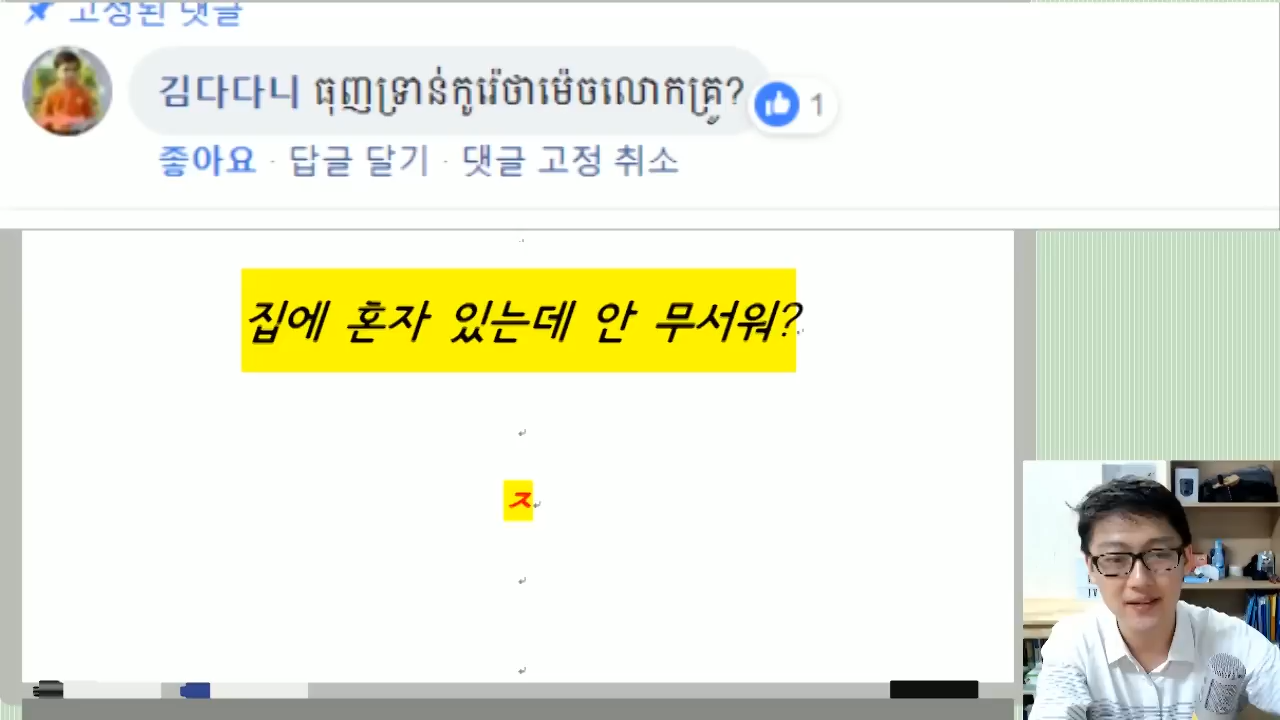 고정된 댓글
김다다니 ធុញទ្រាន់កូរ៉េថាម៉េចលោកគ្រូ?
1
좋아요 · 답글 달기 · 댓글 고정 취소
집에 혼자 있는데 안 무서워?
ㅈ